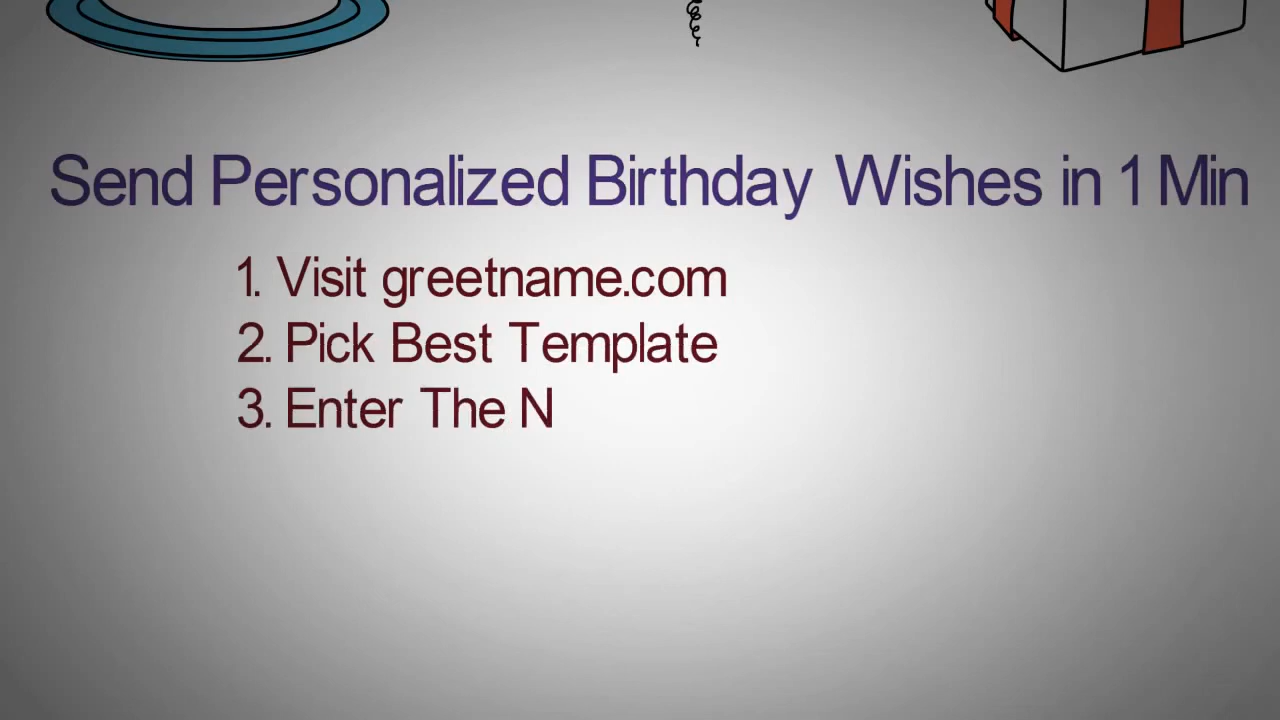 Send Personalized Birthday Wishes in 1 Min
1. Visit greetname.com
2. Pick Best Template
3. Enter The N